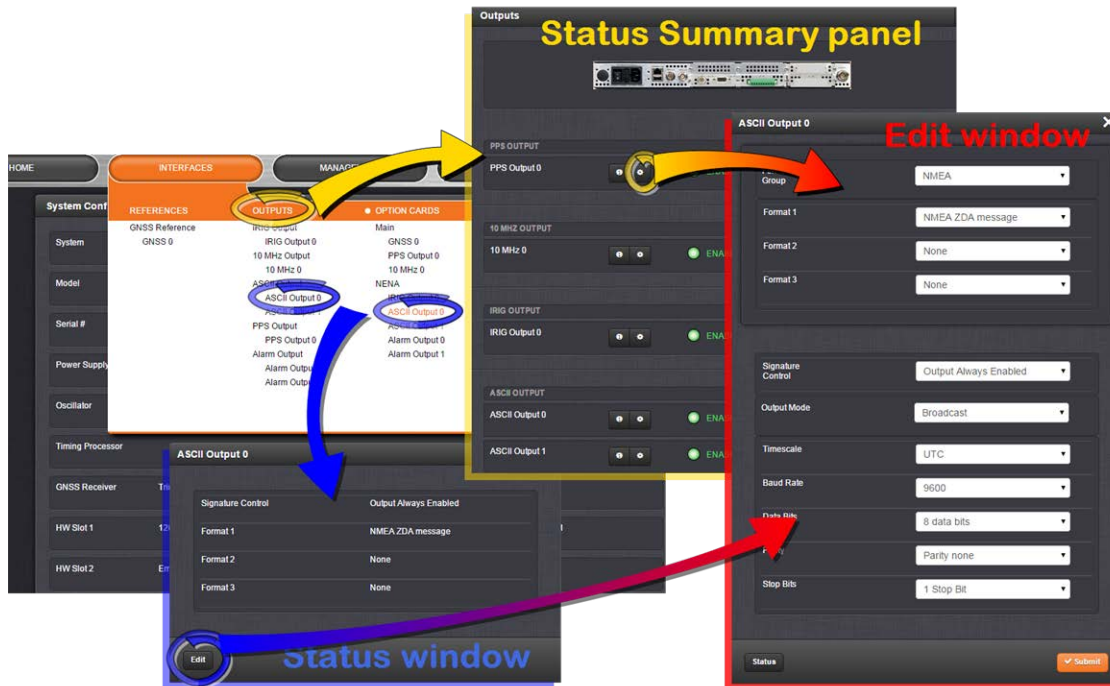 Outputs
Status Summary panel
ASCII Output 0
Edit window
HOME
INTERFACES
System Conf
REFERENCES
OUTPUTS
OPTION CARDS
GNSS Reference
GNSS 0
IRIG Output
IRIG Output 0
10 MHz Output
10 MHz 0
ASCII Output 0
PPS Output
PPS Output 0
Alarm Output
Main
GNSS 0
PPS Output 0
10 MHz 0
NENA
ASCII Output 0
Alarm Output 0
Alarm Output 1
System
Model
Serial #
Power Supply
Oscillator
Timing Processor
GNSS Receiver
HW Slot 1
HW Slot 2
PPS OUTPUT
PPS Output 0
10 MHZ OUTPUT
10 MHz 0
IRIG OUTPUT
IRIG Output 0
ASCII OUTPUT
ASCII Output 0
ASCII Output 1
Group
NMEA
Format 1
NMEA ZDA message
Format 2
None
Format 3
None
Signature
Control
Output Always Enabled
Output Mode
Broadcast
Timescale
UTC
Baud Rate
9600
Data Bits
8 data bits
Parity none
Stop Bits
1 Stop Bit
Status
Submit
ASCII Output 0
Signature Control Output Always Enabled
Format 1 NMEA ZDA message
Format 2 None
Format 3 None
Edit
Status window